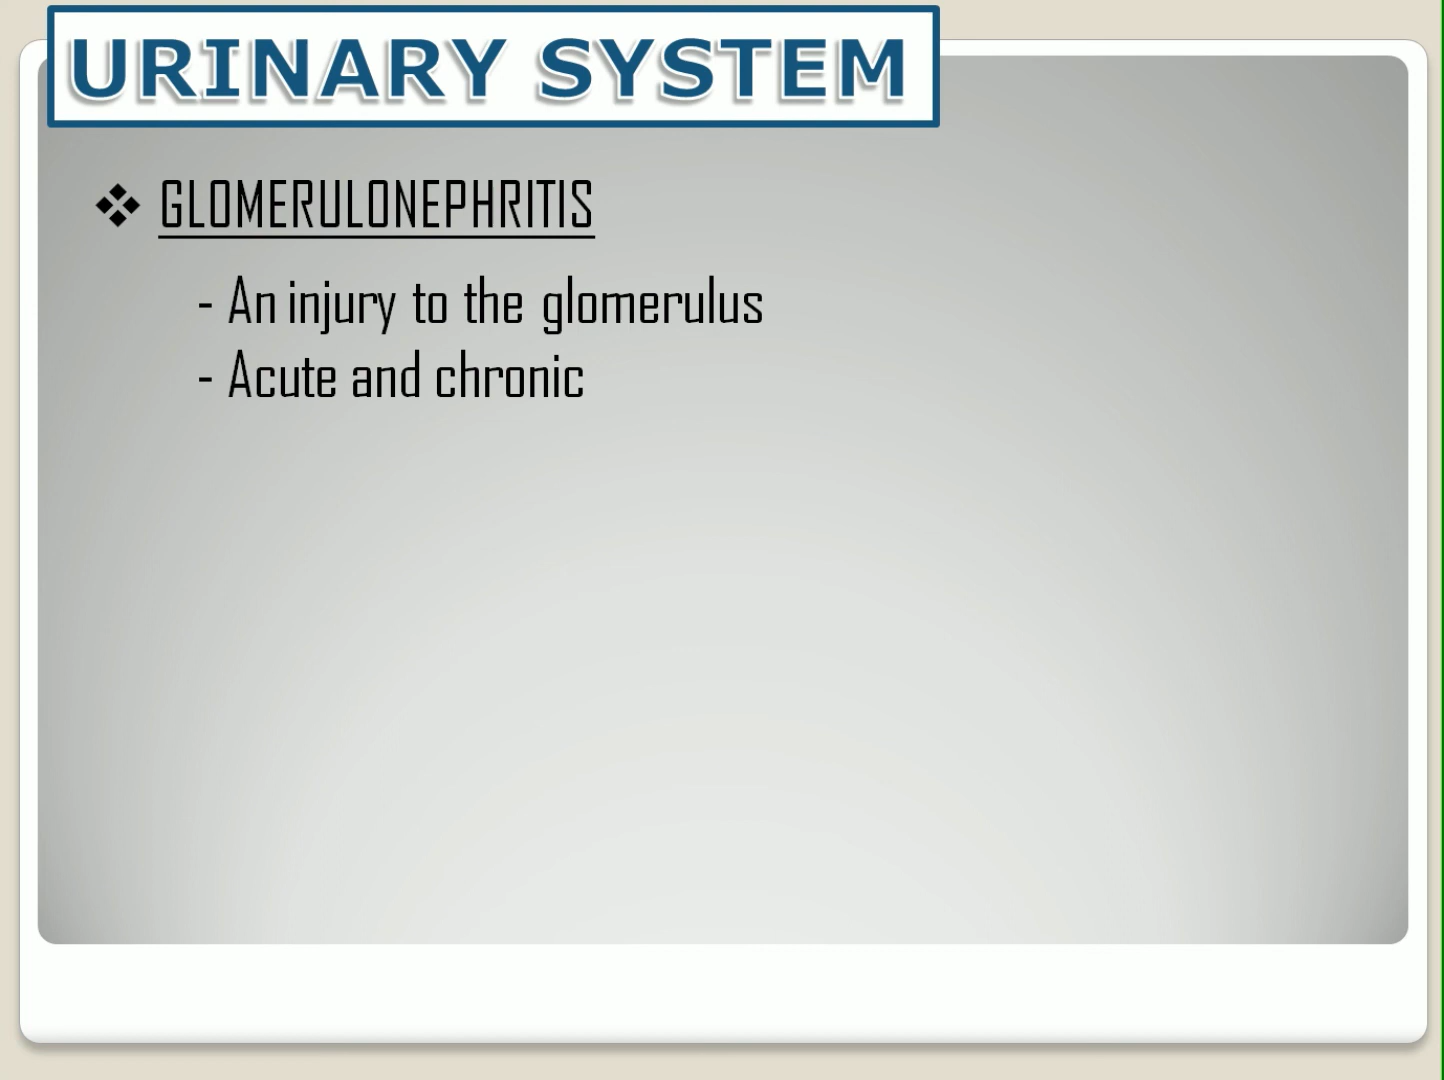 URINARY SYSTEM
❖ GLOMERULONEPHRITIS
- An injury to the glomerulus
- Acute and chronic